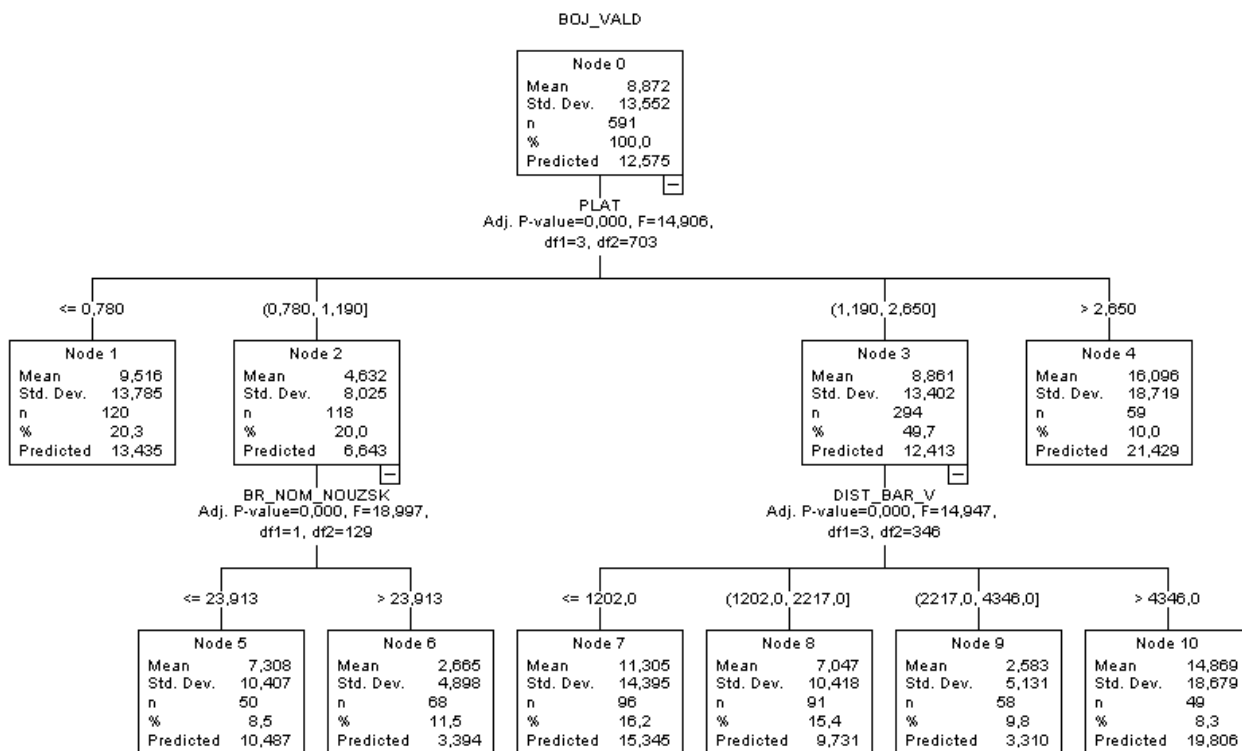 BOJ_VALD
Node 0
Mean 8,872
Std. Dev. 13,552
n 591
% 100,0
Predicted 12,575
PLAT
Adj. P-value=0,000, F=14,906,
df1=3, df2=703
<= 0,780
(0,780, 1,190]
(1,190, 2,650]
> 2,650
Node 1
Mean 9,516
Std. Dev. 13,785
n 120
% 20,3
Predicted 13,435
Node 2
Mean 4,632
Std. Dev. 8,025
n 118
% 20,0
Predicted 6,643
Node 3
Mean 8,861
Std. Dev. 13,402
n 294
% 49,7
Predicted 12,413
Node 4
Mean 16,096
Std. Dev. 18,719
n 59
% 10,0
Predicted 21,429
BR_NOM_NOUZSK
Adj. P-value=0,000, F=18,997,
df1=1, df2=129
DIST_BAR_V
Adj. P-value=0,000, F=14,947,
df1=3, df2=346
<= 23,913
> 23,913
<= 1202,0
(1202,0, 2217,0]
(2217,0, 4346,0]
> 4346,0
Node 5
Mean 7,308
Std. Dev. 10,407
n 50
% 8,5
Predicted 10,487
Node 6
Mean 2,665
Std. Dev. 4,898
n 68
% 11,5
Predicted 3,394
Node 7
Mean 11,305
Std. Dev. 14,395
n 96
% 16,2
Predicted 15,345
Node 8
Mean 7,047
Std. Dev. 10,418
n 91
% 15,4
Predicted 9,731
Node 9
Mean 2,583
Std. Dev. 5,131
n 58
% 9,8
Predicted 3,310
Node 10
Mean 14,869
Std. Dev. 18,679
n 49
% 8,3
Predicted 19,806